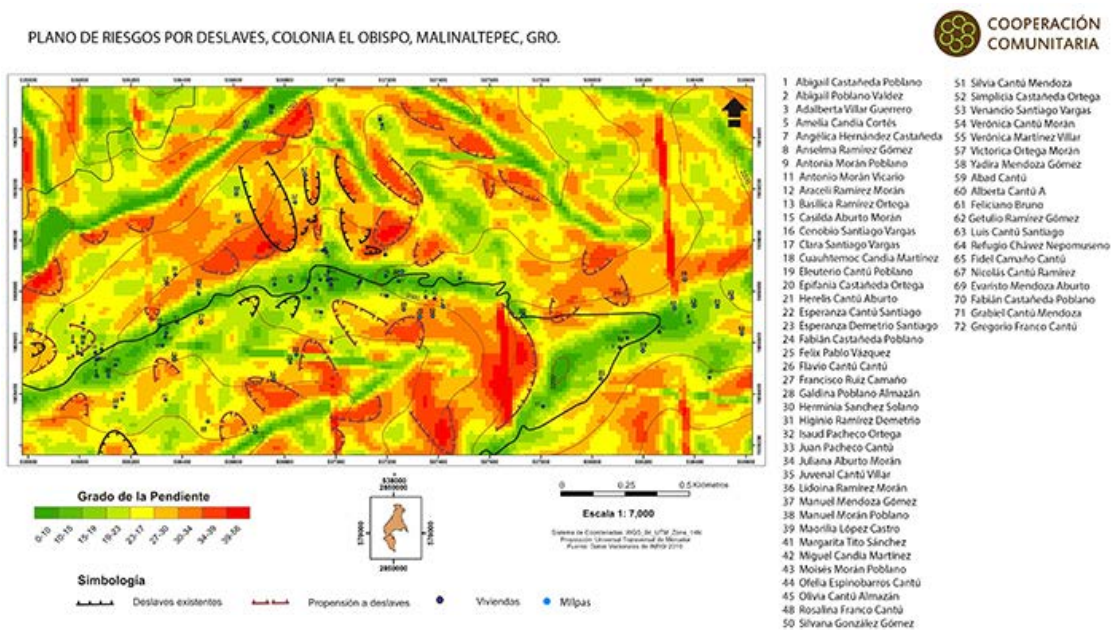 PLANO DE RIESGOS POR DESLAVES, COLONIA EL OBISPO, MALINALTEPEC, GRO.
COOPERACIÓN
COMUNITARIA
1 Abigail Castañeda Poblano
2 Abigail Poblano Valdez
3 Adalberta Villar Guerrero
5 Amelia Candia Cortés
7 Angélica Hernández Castañeda
8 Anselma Ramírez Gómez
9 Antonia Morán Poblano
11 Antonio Morán Vicario
12 Araceli Ramírez Morán
13 Basilica Ramírez Ortega
15 Casilda Aburto Morán
16 Cenobio Santiago Vargas
17 Clara Santiago Vargas
18 Cuauhtemoc Candia Martínez
19 Eleuterio Cantú Poblano
20 Epifania Castañeda Ortega
21 Herelis Cantú Aburto
22 Esperanza Cantú Santiago
23 Esperanza Demetrio Santiago
24 Fabián Castañeda Poblano
25 Felix Pablo Vázquez
26 Flavio Cantú Cantú
27 Francisco Ruiz Camaño
28 Galdina Poblano Almazán
30 Herminia Sanchez Solano
31 Higinio Ramírez Demetrio
32 Isaud Pacheco Ortega
33 Juan Pacheco Cantú
34 Juliana Aburto Morán
35 Juvenal Cantú Villar
36 Lidoina Ramírez Morán
37 Manuel Mendoza Gómez
38 Manuel Morán Poblano
39 Maorilia López Castro
41 Margarita Tito Sánchez
42 Miguel Candia Martínez
43 Moisés Morán Poblano
44 Ofelia Espinobarros Cantú
45 Olivia Cantú Almazán
48 Rosalina Franco Cantú
50 Silvana González Gómez
51 Silvia Cantú Mendoza
52 Simplicia Castañeda Ortega
53 Venancio Santiago Vargas
54 Verónica Cantú Morán
55 Verónica Martínez Villar
57 Victorica Ortega Morán
58 Yadira Mendoza Gómez
59 Abad Cantú
60 Alberta Cantú A
61 Feliciano Bruno
62 Getulio Ramírez Gómez
63 Luis Cantú Santiago
64 Refugio Chávez Nepomuseno
65 Fidel Camaño Cantú
67 Nicolás Cantú Ramírez
69 Evaristo Mendoza Aburto
70 Fabián Castañeda Poblano
71 Grabiel Cantú Mendoza
72 Gregorio Franco Cantú
Grado de la Pendiente
0-10 10-15 15-19 19-23 23-17 27-30 30-34 34-39 39-58
538000
2850000
579000 579000
2850000
0 0.25 0.5 Kilómetros
Escala 1: 7,000
Simbología
Deslaves existentes
Propensión a deslaves
Viviendas
Milpas